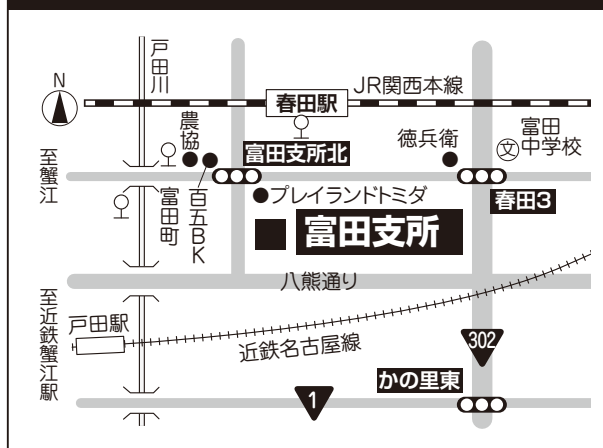 戸田川
N
JR関西本線
春田駅
農協
富田支所北
徳兵衛
文
富田
中学校
至蟹江
富田町
百五BK
プレイランドトミダ
春田3
富田支所
八熊通り
至近鉄蟹江駅
戸田駅
近鉄名古屋線
302
かの里東
1